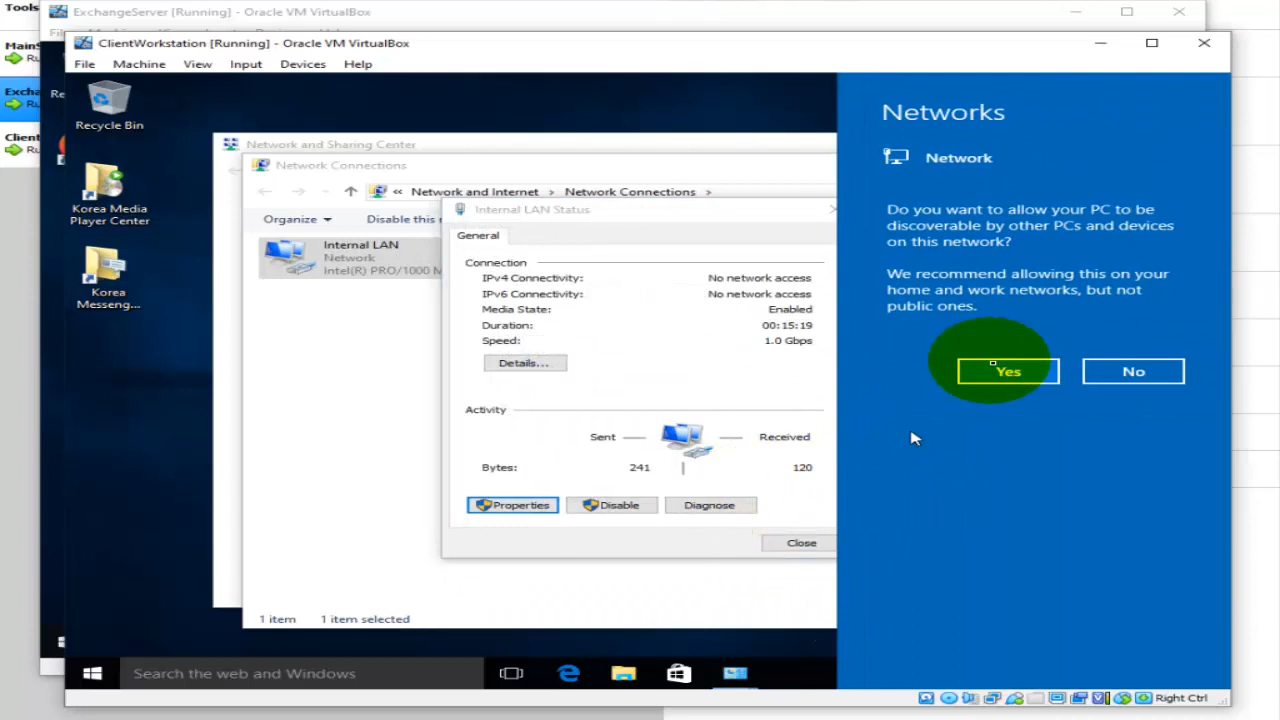 Tools
ExchangeServer [Running] - Oracle VM VirtualBox
ClientWorkstation [Running] - Oracle VM VirtualBox
File Machine View Input Devices Help
Recycle Bin
Korea Media
Player Center
Korea
Messeng...
Network and Sharing Center
Network Connections
« Network and Internet > Network Connections >
Organize
Disable this
Internal LAN
Network
Intel(R) PRO/1000 M
Internal LAN Status
General
Connection
IPv4 Connectivity: No network access
IPv6 Connectivity: No network access
Media State: Enabled
Duration: 00:15:19
Speed: 1.0 Gbps
Details...
Activity
Sent
Received
Bytes: 241 120
Properties
Disable
Diagnose
Close
1 item 1 item selected
Networks
Network
Do you want to allow your PC to be
discoverable by other PCs and devices
on this network?
We recommend allowing this on your
home and work networks, but not
public ones.
Yes
No
Search the web and Windows
Right Ctrl